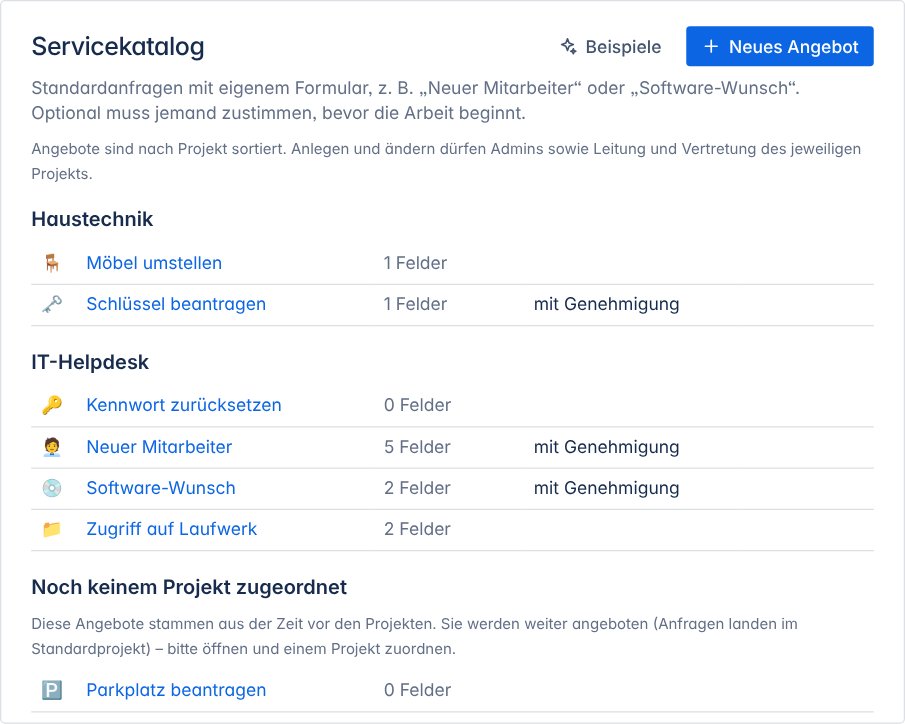 Servicekatalog
Beispiele
+ Neues Angebot
Standardanfragen mit eigenem Formular, z. B. „Neuer Mitarbeiter“ oder „Software-Wunsch“.
Optional muss jemand zustimmen, bevor die Arbeit beginnt.
Angebote sind nach Projekt sortiert. Anlegen und ändern dürfen Admins sowie Leitung und Vertretung des jeweiligen
Projekts.
Haustechnik
Möbel umstellen 1 Felder
Schlüssel beantragen 1 Felder mit Genehmigung
IT-Helpdesk
Kennwort zurücksetzen 0 Felder
Neuer Mitarbeiter 5 Felder mit Genehmigung
Software-Wunsch 2 Felder mit Genehmigung
Zugriff auf Laufwerk 2 Felder
Noch keinem Projekt zugeordnet
Diese Angebote stammen aus der Zeit vor den Projekten. Sie werden weiter angeboten (Anfragen landen im
Standardprojekt) – bitte öffnen und einem Projekt zuordnen.
P Parkplatz beantragen 0 Felder